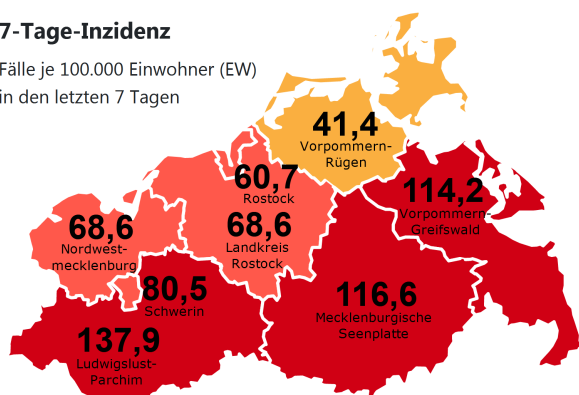 7-Tage-Inzidenz
Fälle je 100.000 Einwohner (EW)
in den letzten 7 Tagen
41,4
Vorpommern-
Rügen
60,7
Rostock
114,2
Vorpommern-
Greifswald
68,6
Nordwest-
mecklenburg
68,6
Landkreis
Rostock
80,5
Schwerin
116,6
Mecklenburgische
Seenplatte
137,9
Ludwigslust-
Parchim